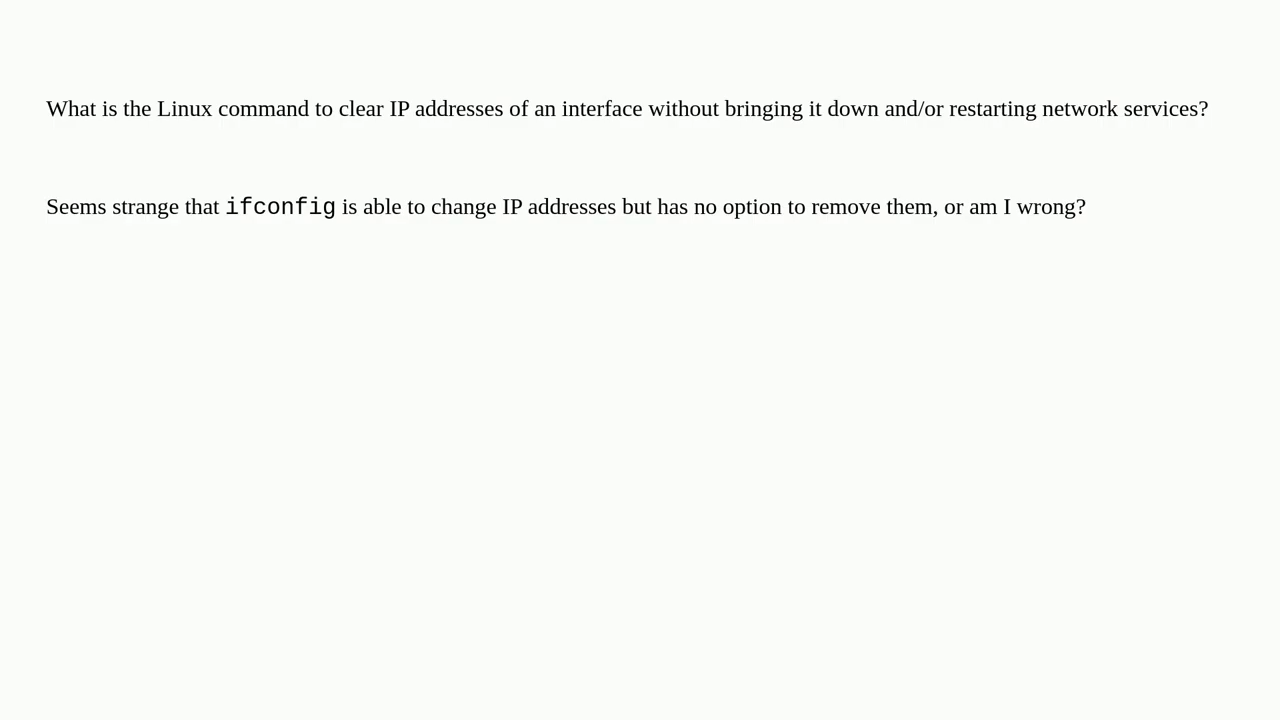 What is the Linux command to clear IP addresses of an interface without bringing it down and/or restarting network services?
Seems strange that ifconfig is able to change IP addresses but has no option to remove them, or am I wrong?